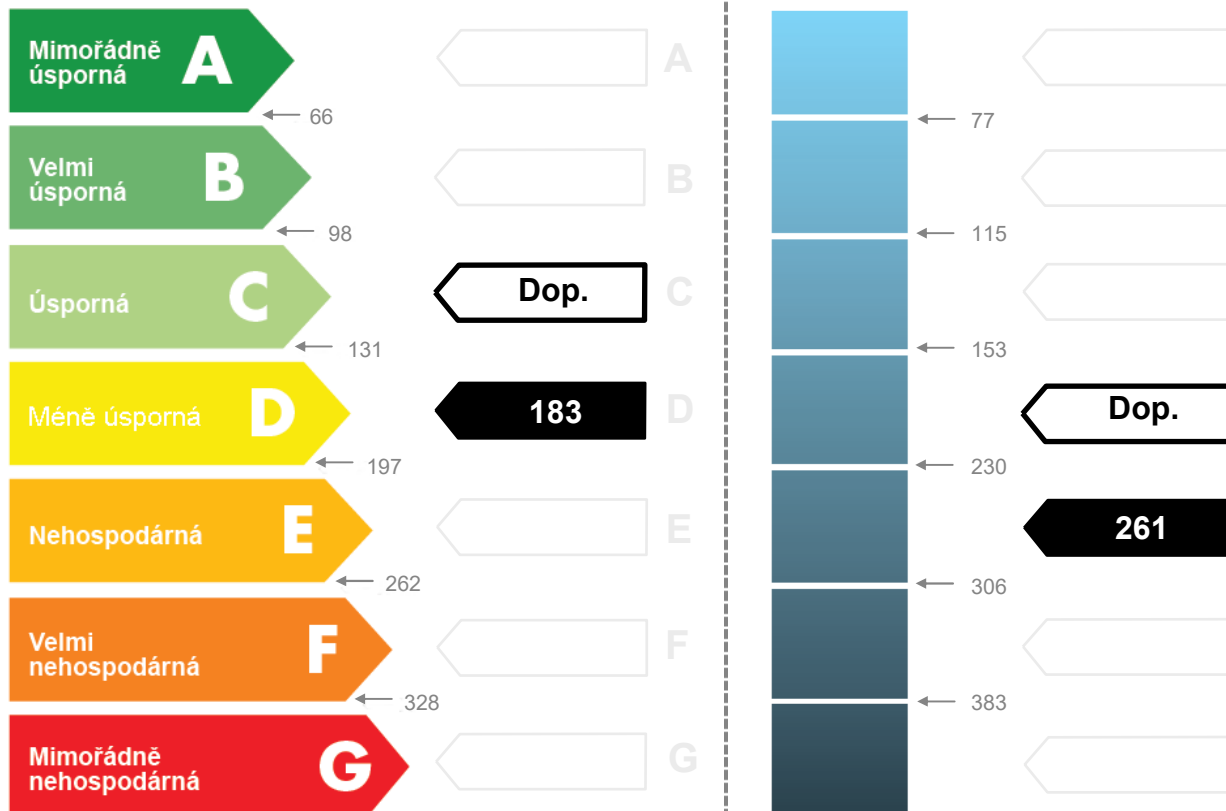 Mimořádně
úsporná
A
A
66
77
Velmi
úsporná
B
B
98
115
Úsporná
C
Dop.
C
131
153
Méně úsporná
D
183
D
Dop.
197
230
Nehospodárná
E
E
261
262
306
Velmi
nehospodárná
F
F
328
383
Mimořádně
nehospodárná
G
G